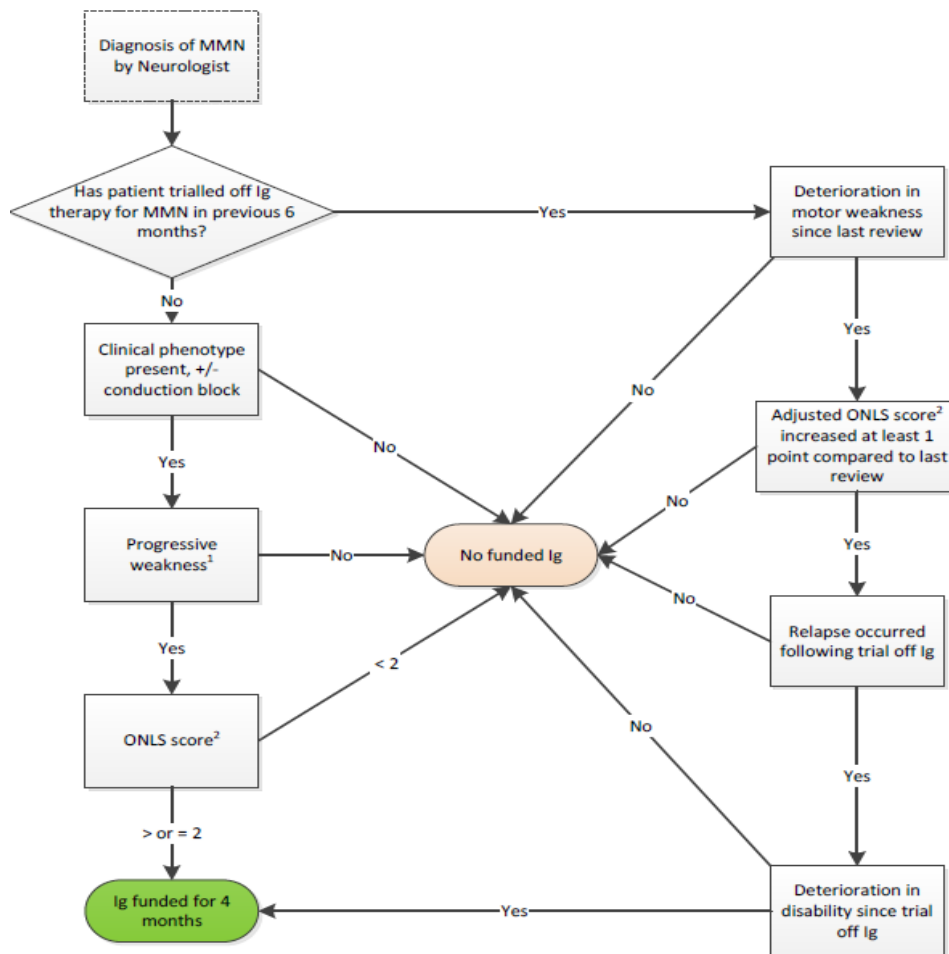 Diagnosis of MMN
by Neurologist
Has patient trialled off Ig
therapy for MMN in previous 6
months?
Yes
Deterioration in
motor weakness
since last review
No
Clinical phenotype
present, +/-
conduction block
No
No
Yes
Yes
Adjusted ONLS score²
increased at least 1
point compared to last
review
Progressive
weakness¹
No
No funded Ig
No
Yes
No
Relapse occurred
following trial off Ig
Yes
< 2
ONLS score²
No
Yes
> or = 2
Ig funded for 4
months
Yes
Deterioration in
disability since trial
off Ig